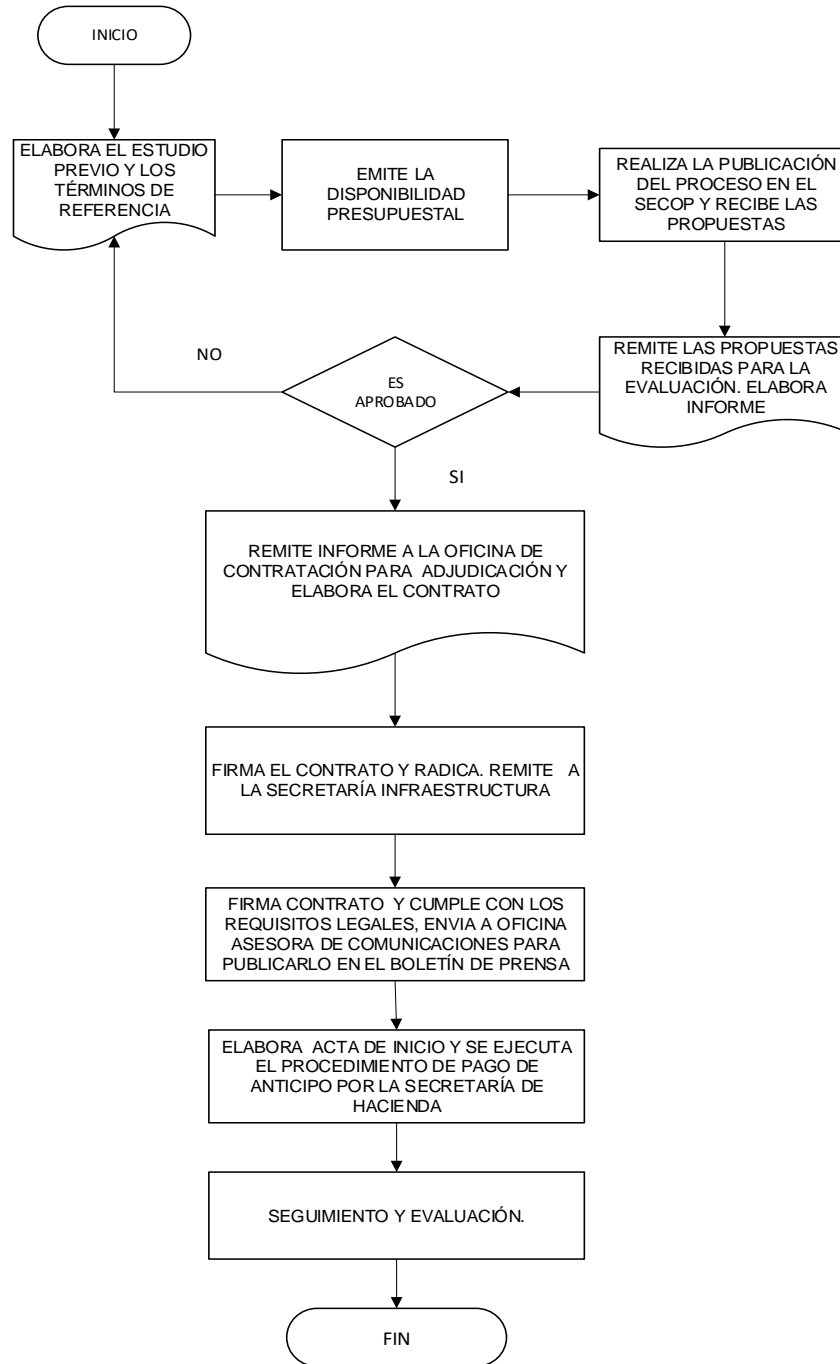 INICIO
ELABORA EL ESTUDIO
PREVIO Y LOS
TÉRMINOS DE
REFERENCIA
EMITE LA
DISPONIBILIDAD
PRESUPUESTAL
REALIZA LA PUBLICACIÓN
DEL PROCESO EN EL
SECOP Y RECIBE LAS
PROPUESTAS
REMITE LAS PROPUESTAS
RECIBIDAS PARA LA
EVALUACIÓN. ELABORA
INFORME
ES
APROBADO
NO
SI
REMITE INFORME A LA OFICINA DE
CONTRATACIÓN PARA ADJUDICACIÓN Y
ELABORA EL CONTRATO
FIRMA EL CONTRATO Y RADICA. REMITE A
LA SECRETARÍA INFRAESTRUCTURA
FIRMA CONTRATO Y CUMPLE CON LOS
REQUISITOS LEGALES, ENVIA A OFICINA
ASESORA DE COMUNICACIONES PARA
PUBLICARLO EN EL BOLETÍN DE PRENSA
ELABORA ACTA DE INICIO Y SE EJECUTA
EL PROCEDIMIENTO DE PAGO DE
ANTICIPO POR LA SECRETARÍA DE
HACIENDA
SEGUIMIENTO Y EVALUACIÓN.
FIN